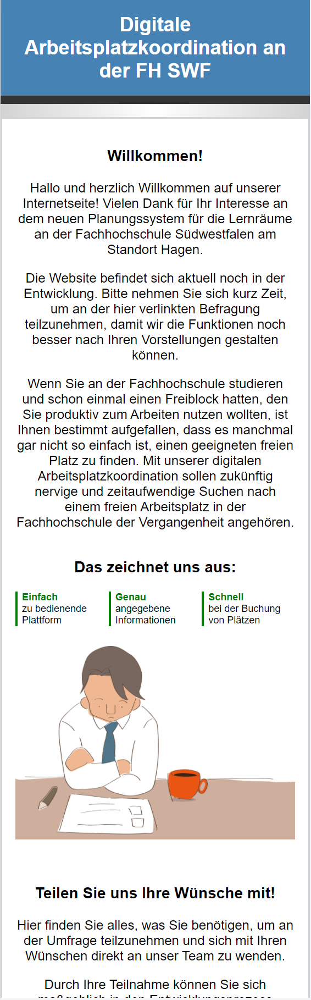 Digitale
Arbeitsplatzkoordination an
der FH SWF
Willkommen!
Hallo und herzlich Willkommen auf unserer
Internetseite! Vielen Dank für Ihr Interesse an
dem neuen Planungssystem für die Lernräume
an der Fachhochschule Südwestfalen am
Standort Hagen.
Die Website befindet sich aktuell noch in der
Entwicklung. Bitte nehmen Sie sich kurz Zeit,
um an der hier verlinkten Befragung
teilzunehmen, damit wir die Funktionen noch
besser nach Ihren Vorstellungen gestalten
können.
Wenn Sie an der Fachhochschule studieren
und schon einmal einen Freiblock hatten, den
Sie produktiv zum Arbeiten nutzen wollten, ist
Ihnen bestimmt aufgefallen, dass es manchmal
gar nicht so einfach ist, einen geeigneten freien
Platz zu finden. Mit unserer digitalen
Arbeitsplatzkoordination sollen zukünftig
nervige und zeitaufwendige Suchen nach
einem freien Arbeitsplatz in der
Fachhochschule der Vergangenheit angehören.
Das zeichnet uns aus:
Einfach
zu bedienende
Plattform
Genau
angegebene
Informationen
Schnell
bei der Buchung
von Plätzen
Teilen Sie uns Ihre Wünsche mit!
Hier finden Sie alles, was Sie benötigen, um an
der Umfrage teilzunehmen und sich mit Ihren
Wünschen direkt an unser Team zu wenden.
Durch Ihre Teilnahme können Sie sich
maßgeblich in den Entwicklungsprozess